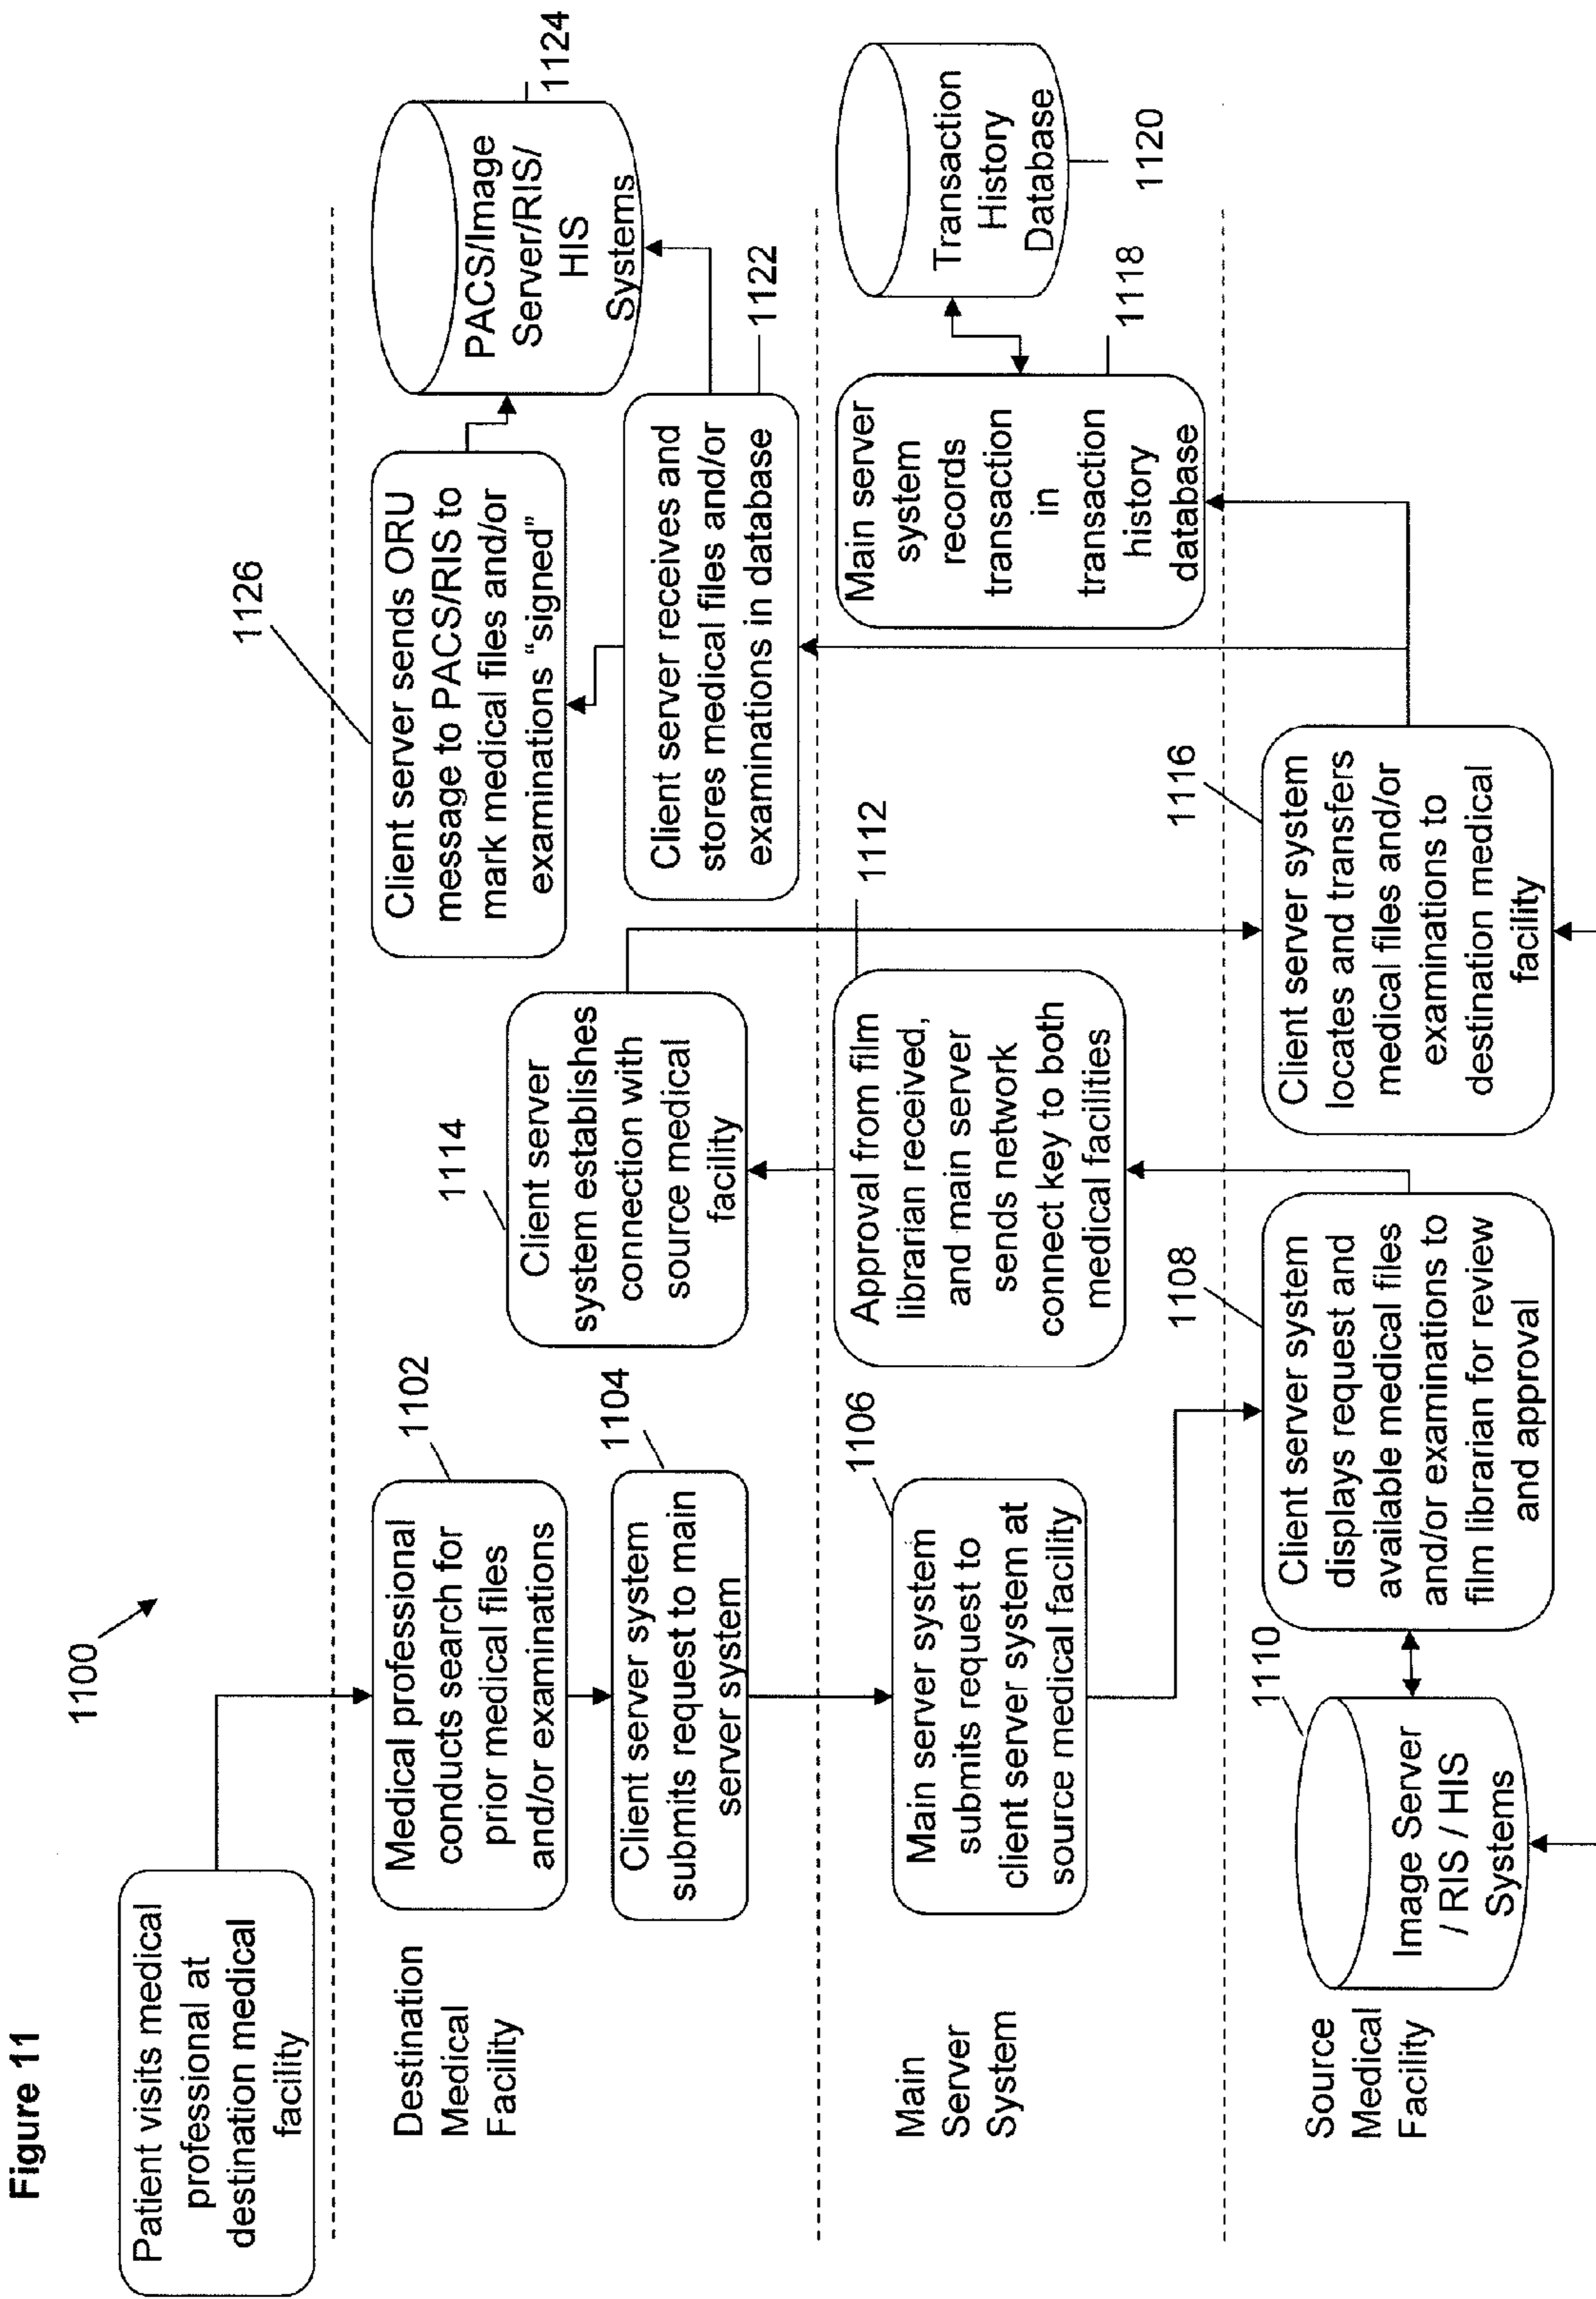 Figure 11
1100
Patient visits medical
professional at
destination medical
facility
Destination
Medical
Facility
1102
Medical professional
conducts search for
prior medical files
and/or examinations
1104
Client server system
submits request to main
server system
1114
Client server
system establishes
connection with
source medical
facility
1126
Client server sends ORU
message to PACS/RIS to
mark medical files and/or
examinations “signed”
Client server receives and
stores medical files and/or
examinations in database
1122
PACS/Image
Server/RIS/
HIS
Systems
1124
Main
Server
System
1106
Main server system
submits request to
client server system at
source medical facility
1112
Approval from film
librarian received,
and main server
sends network
connect key to both
medical facilities
Main server
system
records
transaction
in
transaction
history
database
1118
Transaction
History
Database
1120
Source
Medical
Facility
1110
Image Server
/ RIS / HIS
Systems
1108
Client server system
displays request and
available medical files
and/or examinations to
film librarian for review
and approval
1116
Client server system
locates and transfers
medical files and/or
examinations to
destination medical
facility